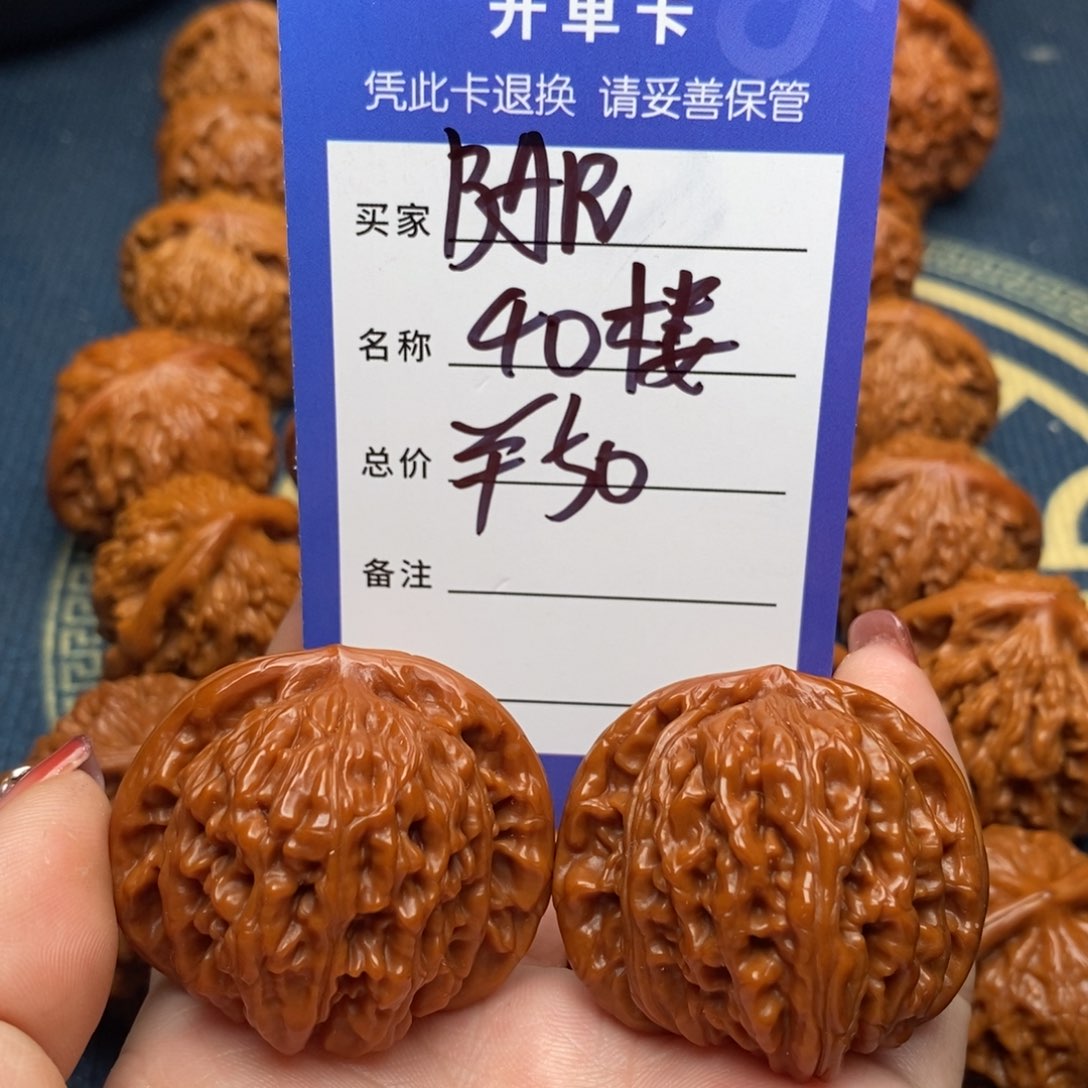 开单卡
凭此卡退换 请妥善保管
买家 BAR
名称 40楼
总价 ¥50
备注